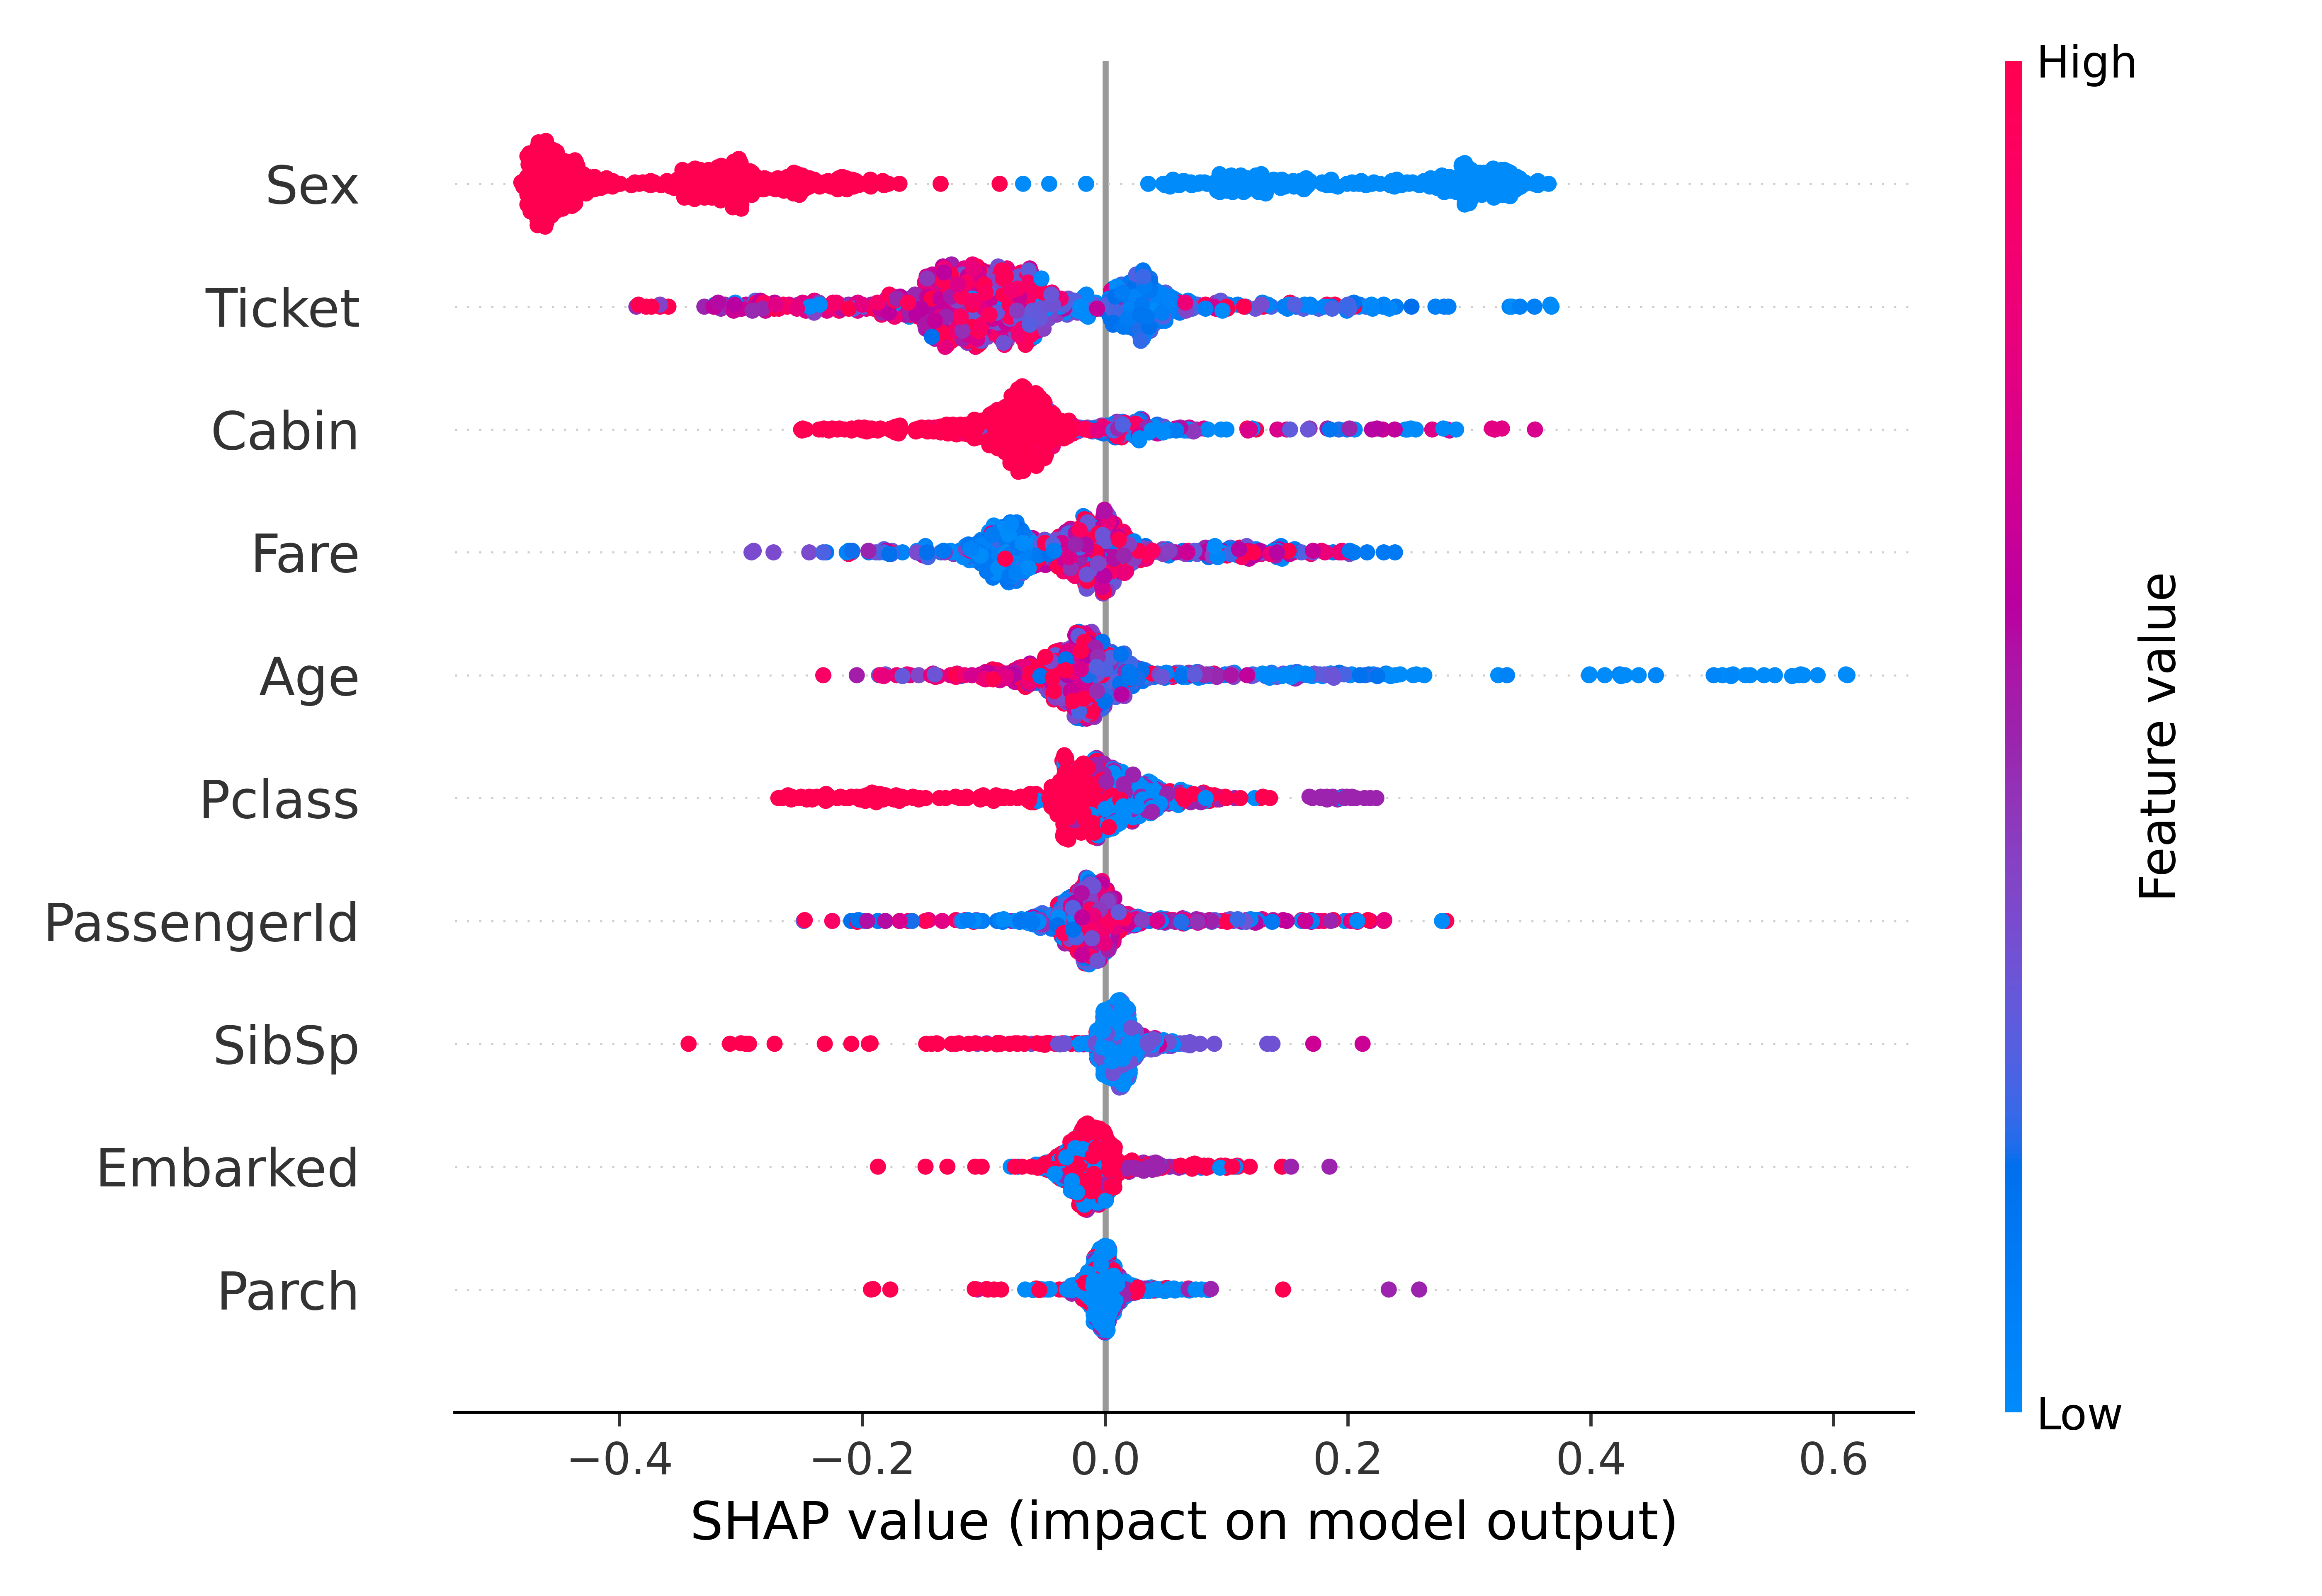 High
Sex
Ticket
Cabin
Fare
Age
Pclass
PassengerId
SibSp
Embarked
Parch
Feature value
Low
−0.4 −0.2 0.0 0.2 0.4 0.6
SHAP value (impact on model output)